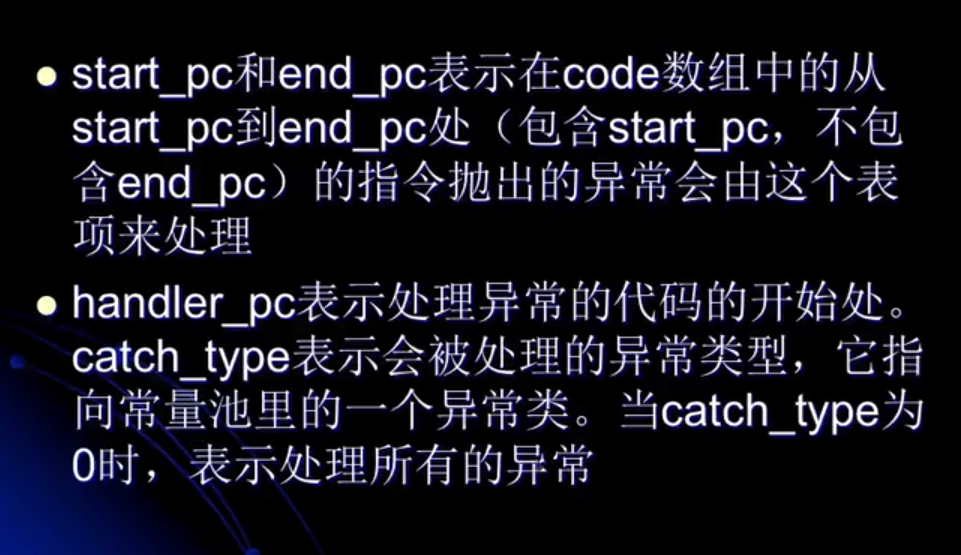 start_pc和end_pc表示在code数组中的从
start_pc到end_pc处（包含start_pc，不包
含end_pc）的指令抛出的异常会由这个表
项来处理
handler_pc表示处理异常的代码的开始处。
catch_type表示会被处理的异常类型，它指
向常量池里的一个异常类。当catch_type为
0时，表示处理所有的异常